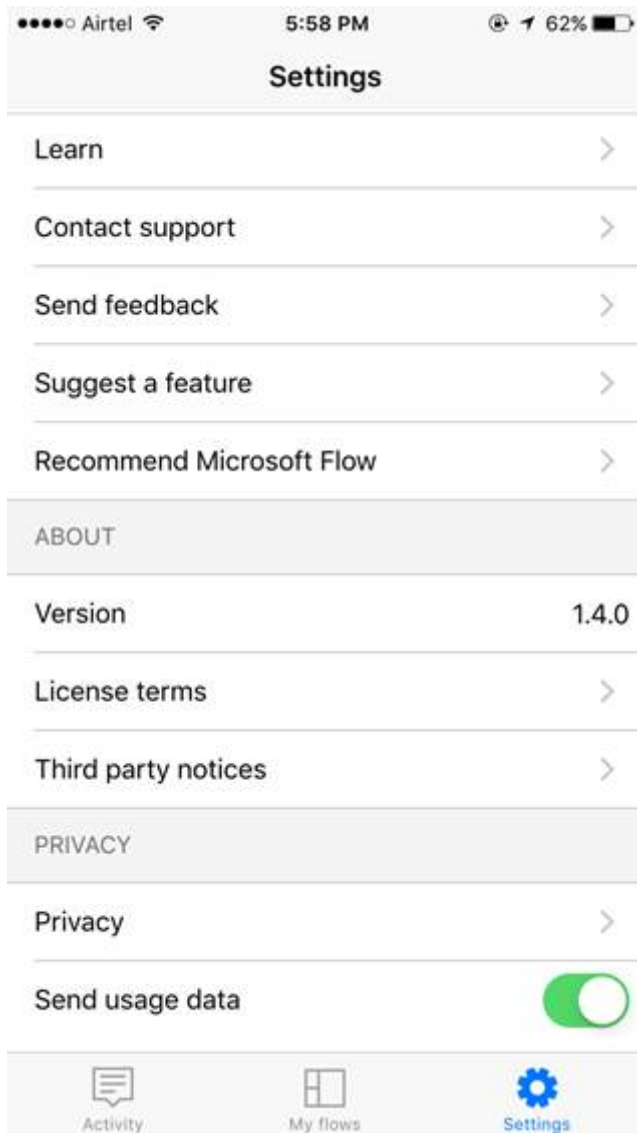 Airtel 5:58 PM 62%
Settings
Learn
Contact support
Send feedback
Suggest a feature
Recommend Microsoft Flow
ABOUT
Version 1.4.0
License terms
Third party notices
PRIVACY
Privacy
Send usage data
Activity My flows Settings